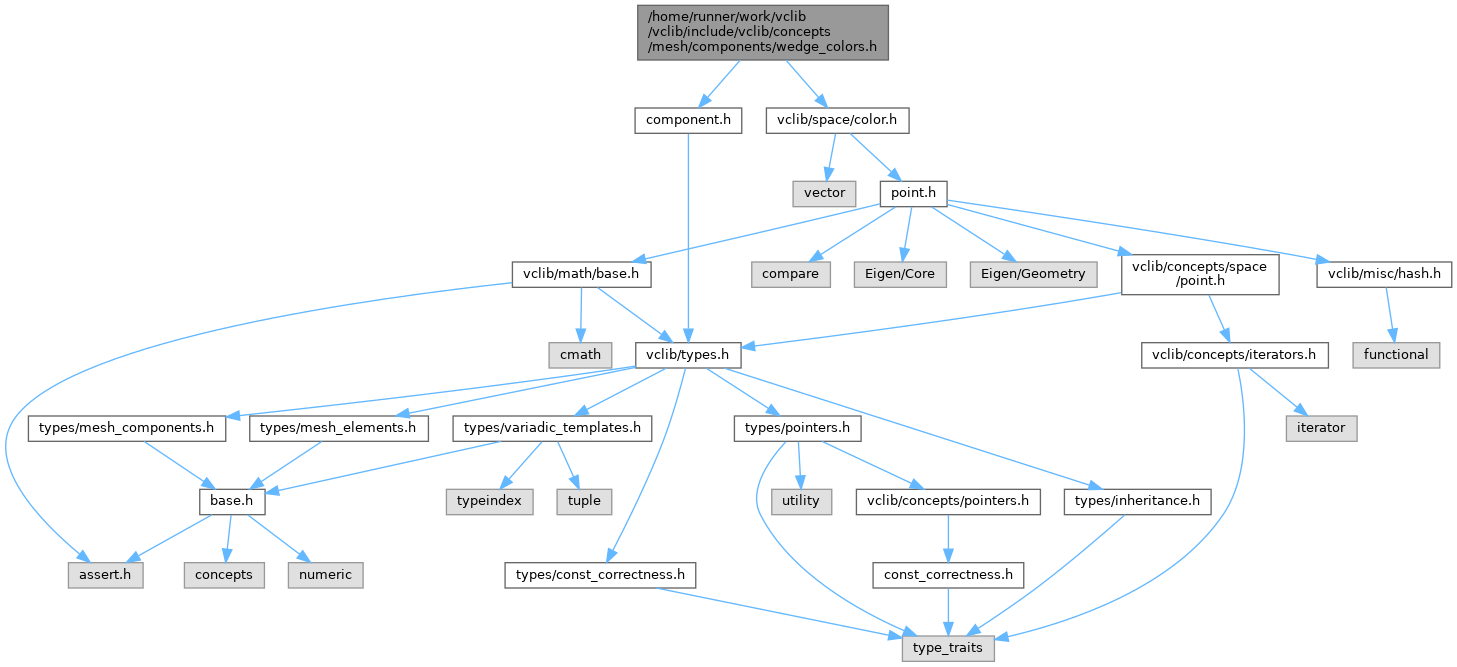 /home/runner/work/vclib
/vclib/include/vclib/concepts
/mesh/components/wedge_colors.h
component.h
vclib/space/color.h
vector
point.h
vclib/math/base.h
compare
Eigen/Core
Eigen/Geometry
vclib/concepts/space
/point.h
vclib/misc/hash.h
cmath
vclib/types.h
vclib/concepts/iterators.h
functional
types/mesh_components.h
types/mesh_elements.h
types/variadic_templates.h
types/pointers.h
iterator
base.h
typeindex
tuple
utility
vclib/concepts/pointers.h
types/inheritance.h
assert.h
concepts
numeric
types/const_correctness.h
const_correctness.h
type_traits